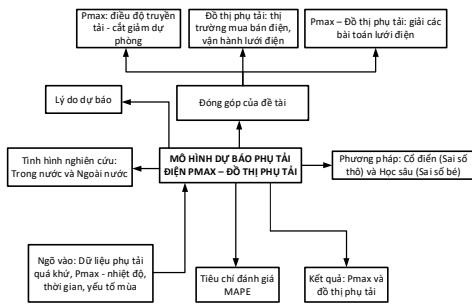 Pmax: điều độ truyền
tải - cắt giảm dự
phòng
Đồ thị phụ tải: thị
trường mua bán điện,
vận hành lưới điện
Pmax – Đồ thị phụ tải: giải các
bài toán lưới điện
Lý do dự báo
Đóng góp của đề tài
Tình hình nghiên cứu:
Trong nước và Ngoài nước
MÔ HÌNH DỰ BÁO PHỤ TẢI
ĐIỆN PMAX – ĐỒ THỊ PHỤ TẢI
Phương pháp: Cổ điển (Sai số
thô) và Học sâu (Sai số bé)
Ngõ vào: Dữ liệu phụ tải
quá khứ, Pmax - nhiệt độ,
thời gian, yếu tố mùa
Tiêu chí đánh giá
MAPE
Kết quả: Pmax và
đồ thị phụ tải